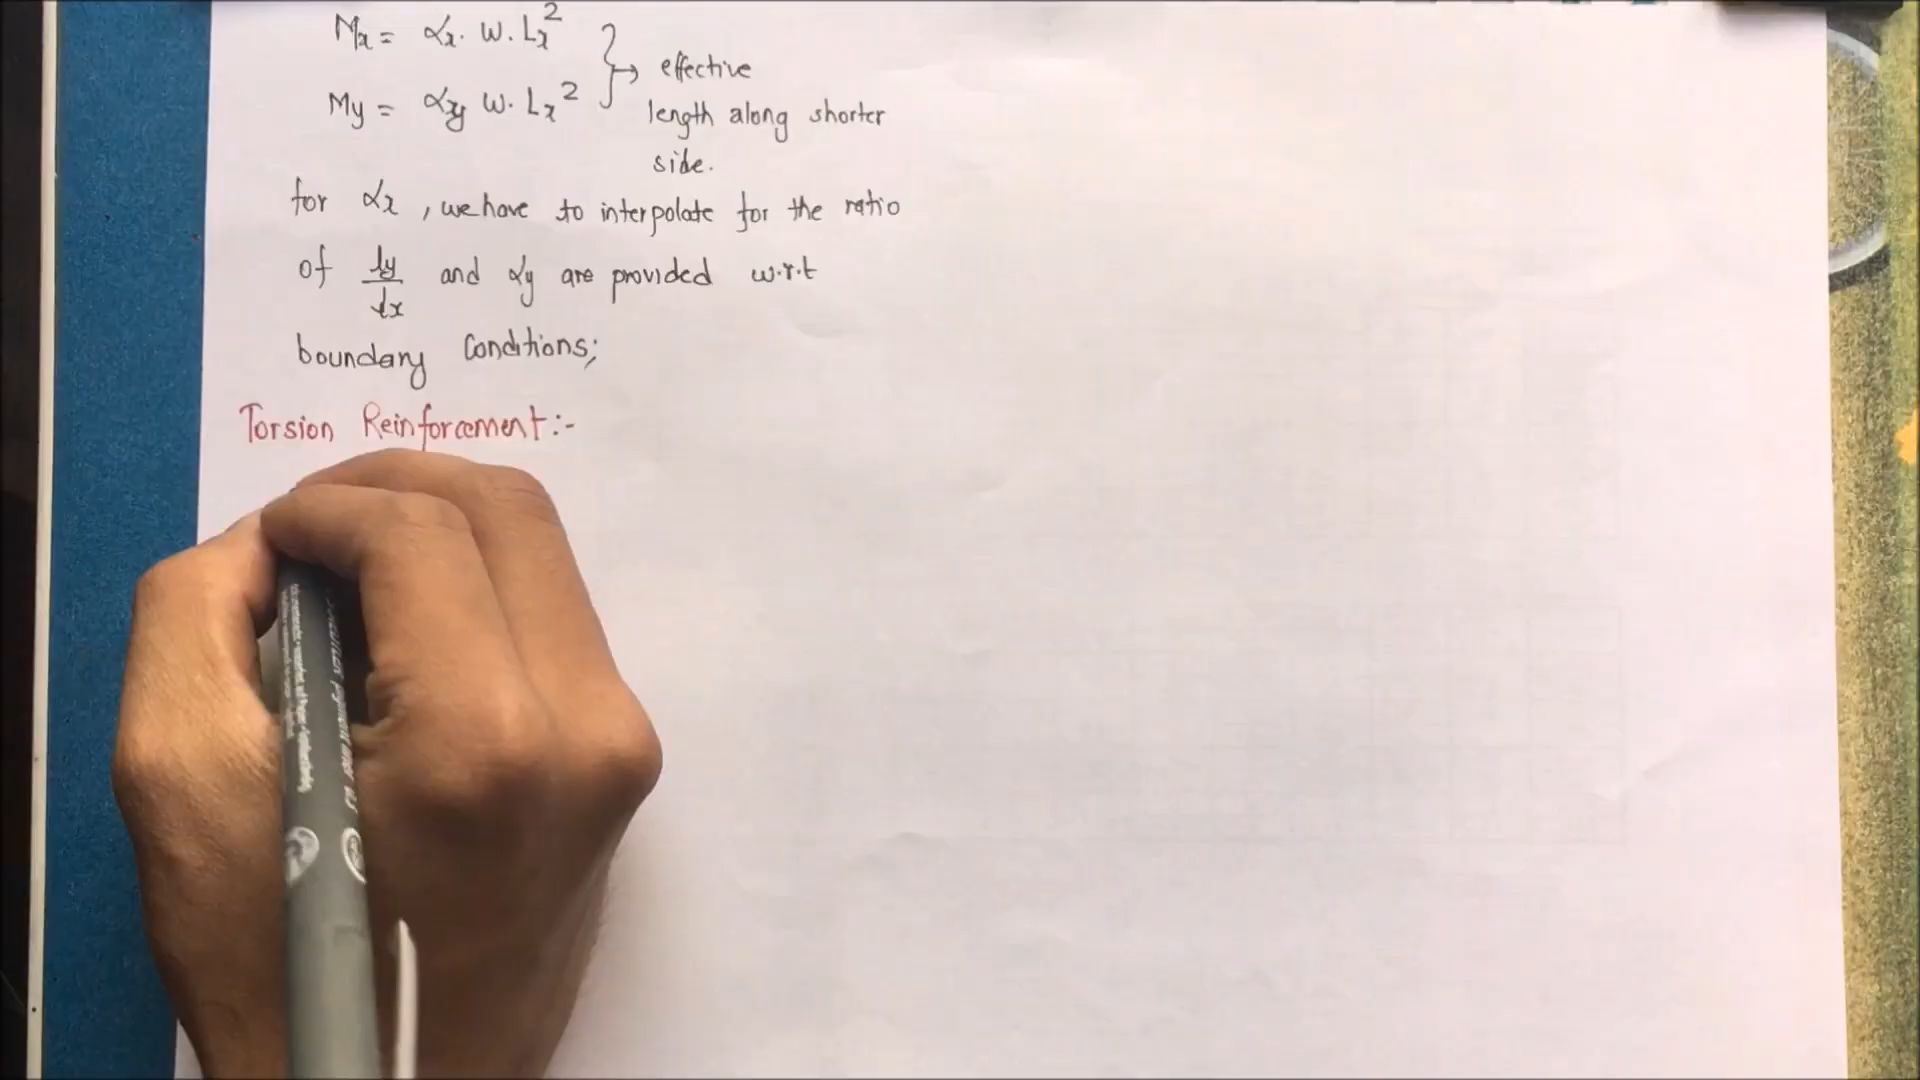 Mx = αx. W. Lx²
My = αy W. Lx²
effective
length along shorter
side.
for αx, we have to interpolate for the ratio
of ly/lx and αy are provided w.r.t
boundary conditions;
Torsion Reinforcement:-